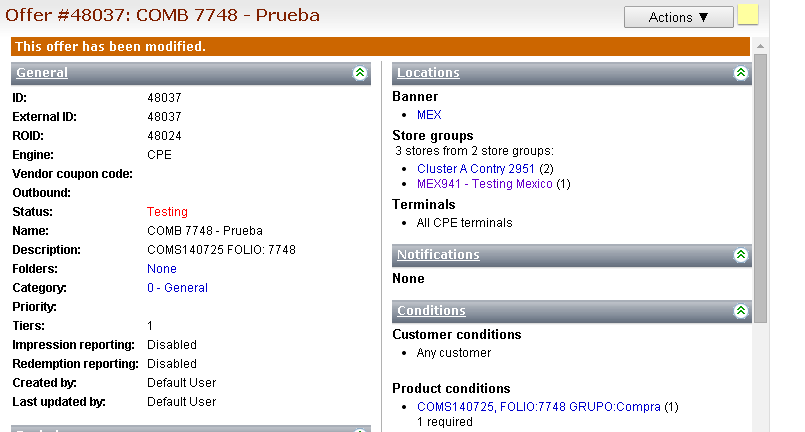 Offer #48037: COMB 7748 - Prueba
Actions ▼
This offer has been modified.
General
ID: 48037
External ID: 48037
ROID: 48024
Engine: CPE
Vendor coupon code:
Outbound:
Status: Testing
Name: COMB 7748 - Prueba
Description: COMS140725 FOLIO: 7748
Folders: None
Category: 0 - General
Priority:
Tiers: 1
Impression reporting: Disabled
Redemption reporting: Disabled
Created by: Default User
Last updated by: Default User
Locations
Banner
• MEX
Store groups
3 stores from 2 store groups:
• Cluster A Contry 2951 (2)
• MEX941 - Testing Mexico (1)
Terminals
• All CPE terminals
Notifications
None
Conditions
Customer conditions
• Any customer
Product conditions
• COMS140725, FOLIO:7748 GRUPO:Compra (1)
1 required